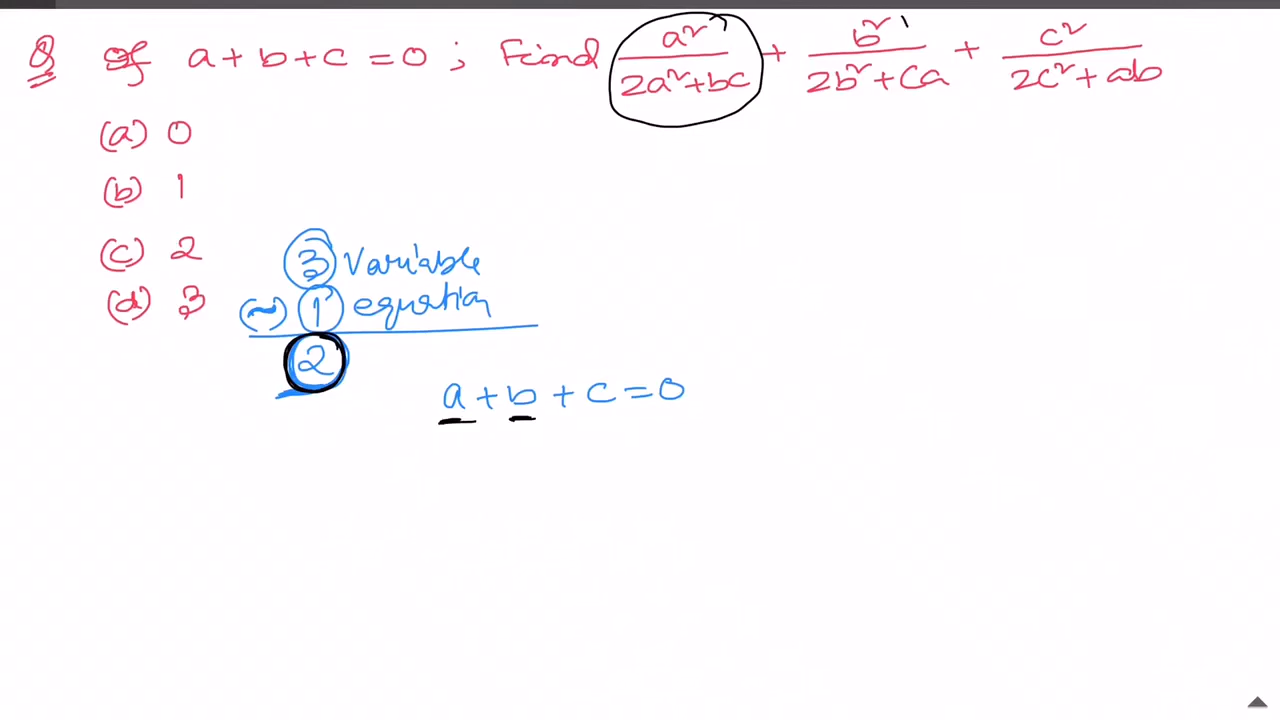 Q If a + b + c = 0 ; Find a²/(2a²+bc) + b²/(2b²+ca) + c²/(2c²+ab)
(a) 0
(b) 1
(c) 2
(d) 3
3 Variable
(~) 1 equation
2
a + b + c = 0